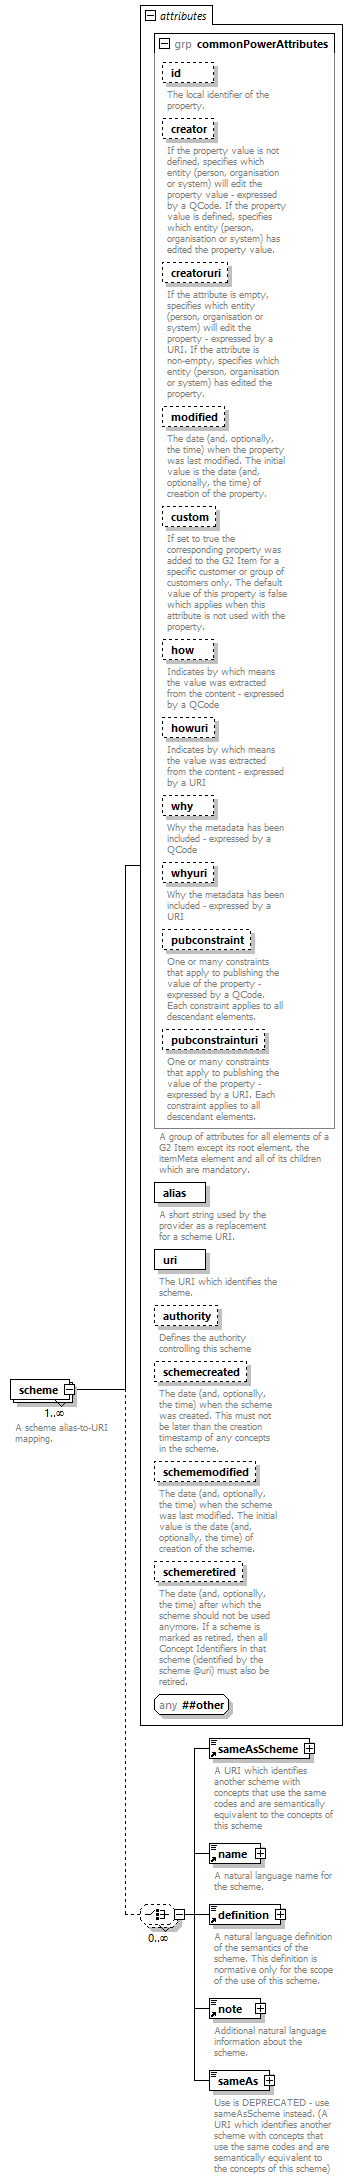 attributes
grp commonPowerAttributes
id
The local identifier of the
property.
creator
If the property value is not
defined, specifies which
entity (person, organisation
or system) will edit the
property value - expressed
by a QCode. If the property
value is defined, specifies
which entity (person,
organisation or system) has
edited the property value.
creatoruri
If the attribute is empty,
specifies which entity
(person, organisation or
system) will edit the
property - expressed by a
URI. If the attribute is
non-empty, specifies which
entity (person, organisation
or system) has edited the
property.
modified
The date (and, optionally,
the time) when the property
was last modified. The initial
value is the date (and,
optionally, the time) of
creation of the property.
custom
If set to true the
corresponding property was
added to the G2 Item for a
specific customer or group of
customers only. The default
value of this property is false
which applies when this
attribute is not used with the
property.
how
Indicates by which means
the value was extracted
from the content - expressed
by a QCode
howuri
Indicates by which means
the value was extracted
from the content - expressed
by a URI
why
Why the metadata has been
included - expressed by a
QCode
whyuri
Why the metadata has been
included - expressed by a
URI
pubconstraint
One or many constraints
that apply to publishing the
value of the property -
expressed by a QCode.
Each constraint applies to all
descendant elements.
pubconstrainturi
One or many constraints
that apply to publishing the
value of the property -
expressed by a URI. Each
constraint applies to all
descendant elements.
A group of attributes for all elements of a
G2 Item except its root element, the
itemMeta element and all of its children
which are mandatory.
alias
A short string used by the
provider as a replacement
for a scheme URI.
uri
The URI which identifies the
scheme.
authority
Defines the authority
controlling this scheme
schemecreated
The date (and, optionally,
the time) when the scheme
was created. This must not
be later than the creation
timestamp of any concepts
in the scheme.
schememodified
The date (and, optionally,
the time) when the scheme
was last modified. The initial
value is the date (and,
optionally, the time) of
creation of the scheme.
schemeretired
The date (and, optionally,
the time) after which the
scheme should not be used
anymore. If a scheme is
marked as retired, then all
Concept Identifiers in that
scheme (identified by the
scheme @uri) must also be
retired.
any ##other
scheme
1..∞
A scheme alias-to-URI
mapping.
0..∞
sameAsScheme
A URI which identifies
another scheme with
concepts that use the same
codes and are semantically
equivalent to the concepts of
this scheme
name
A natural language name for
the scheme.
definition
A natural language definition
of the semantics of the
scheme. This definition is
normative only for the scope
of the use of this scheme.
note
Additional natural language
information about the
scheme.
sameAs
Use is DEPRECATED - use
sameAsScheme instead. (A
URI which identifies another
scheme with concepts that
use the same codes and are
semantically equivalent to
the concepts of this scheme)